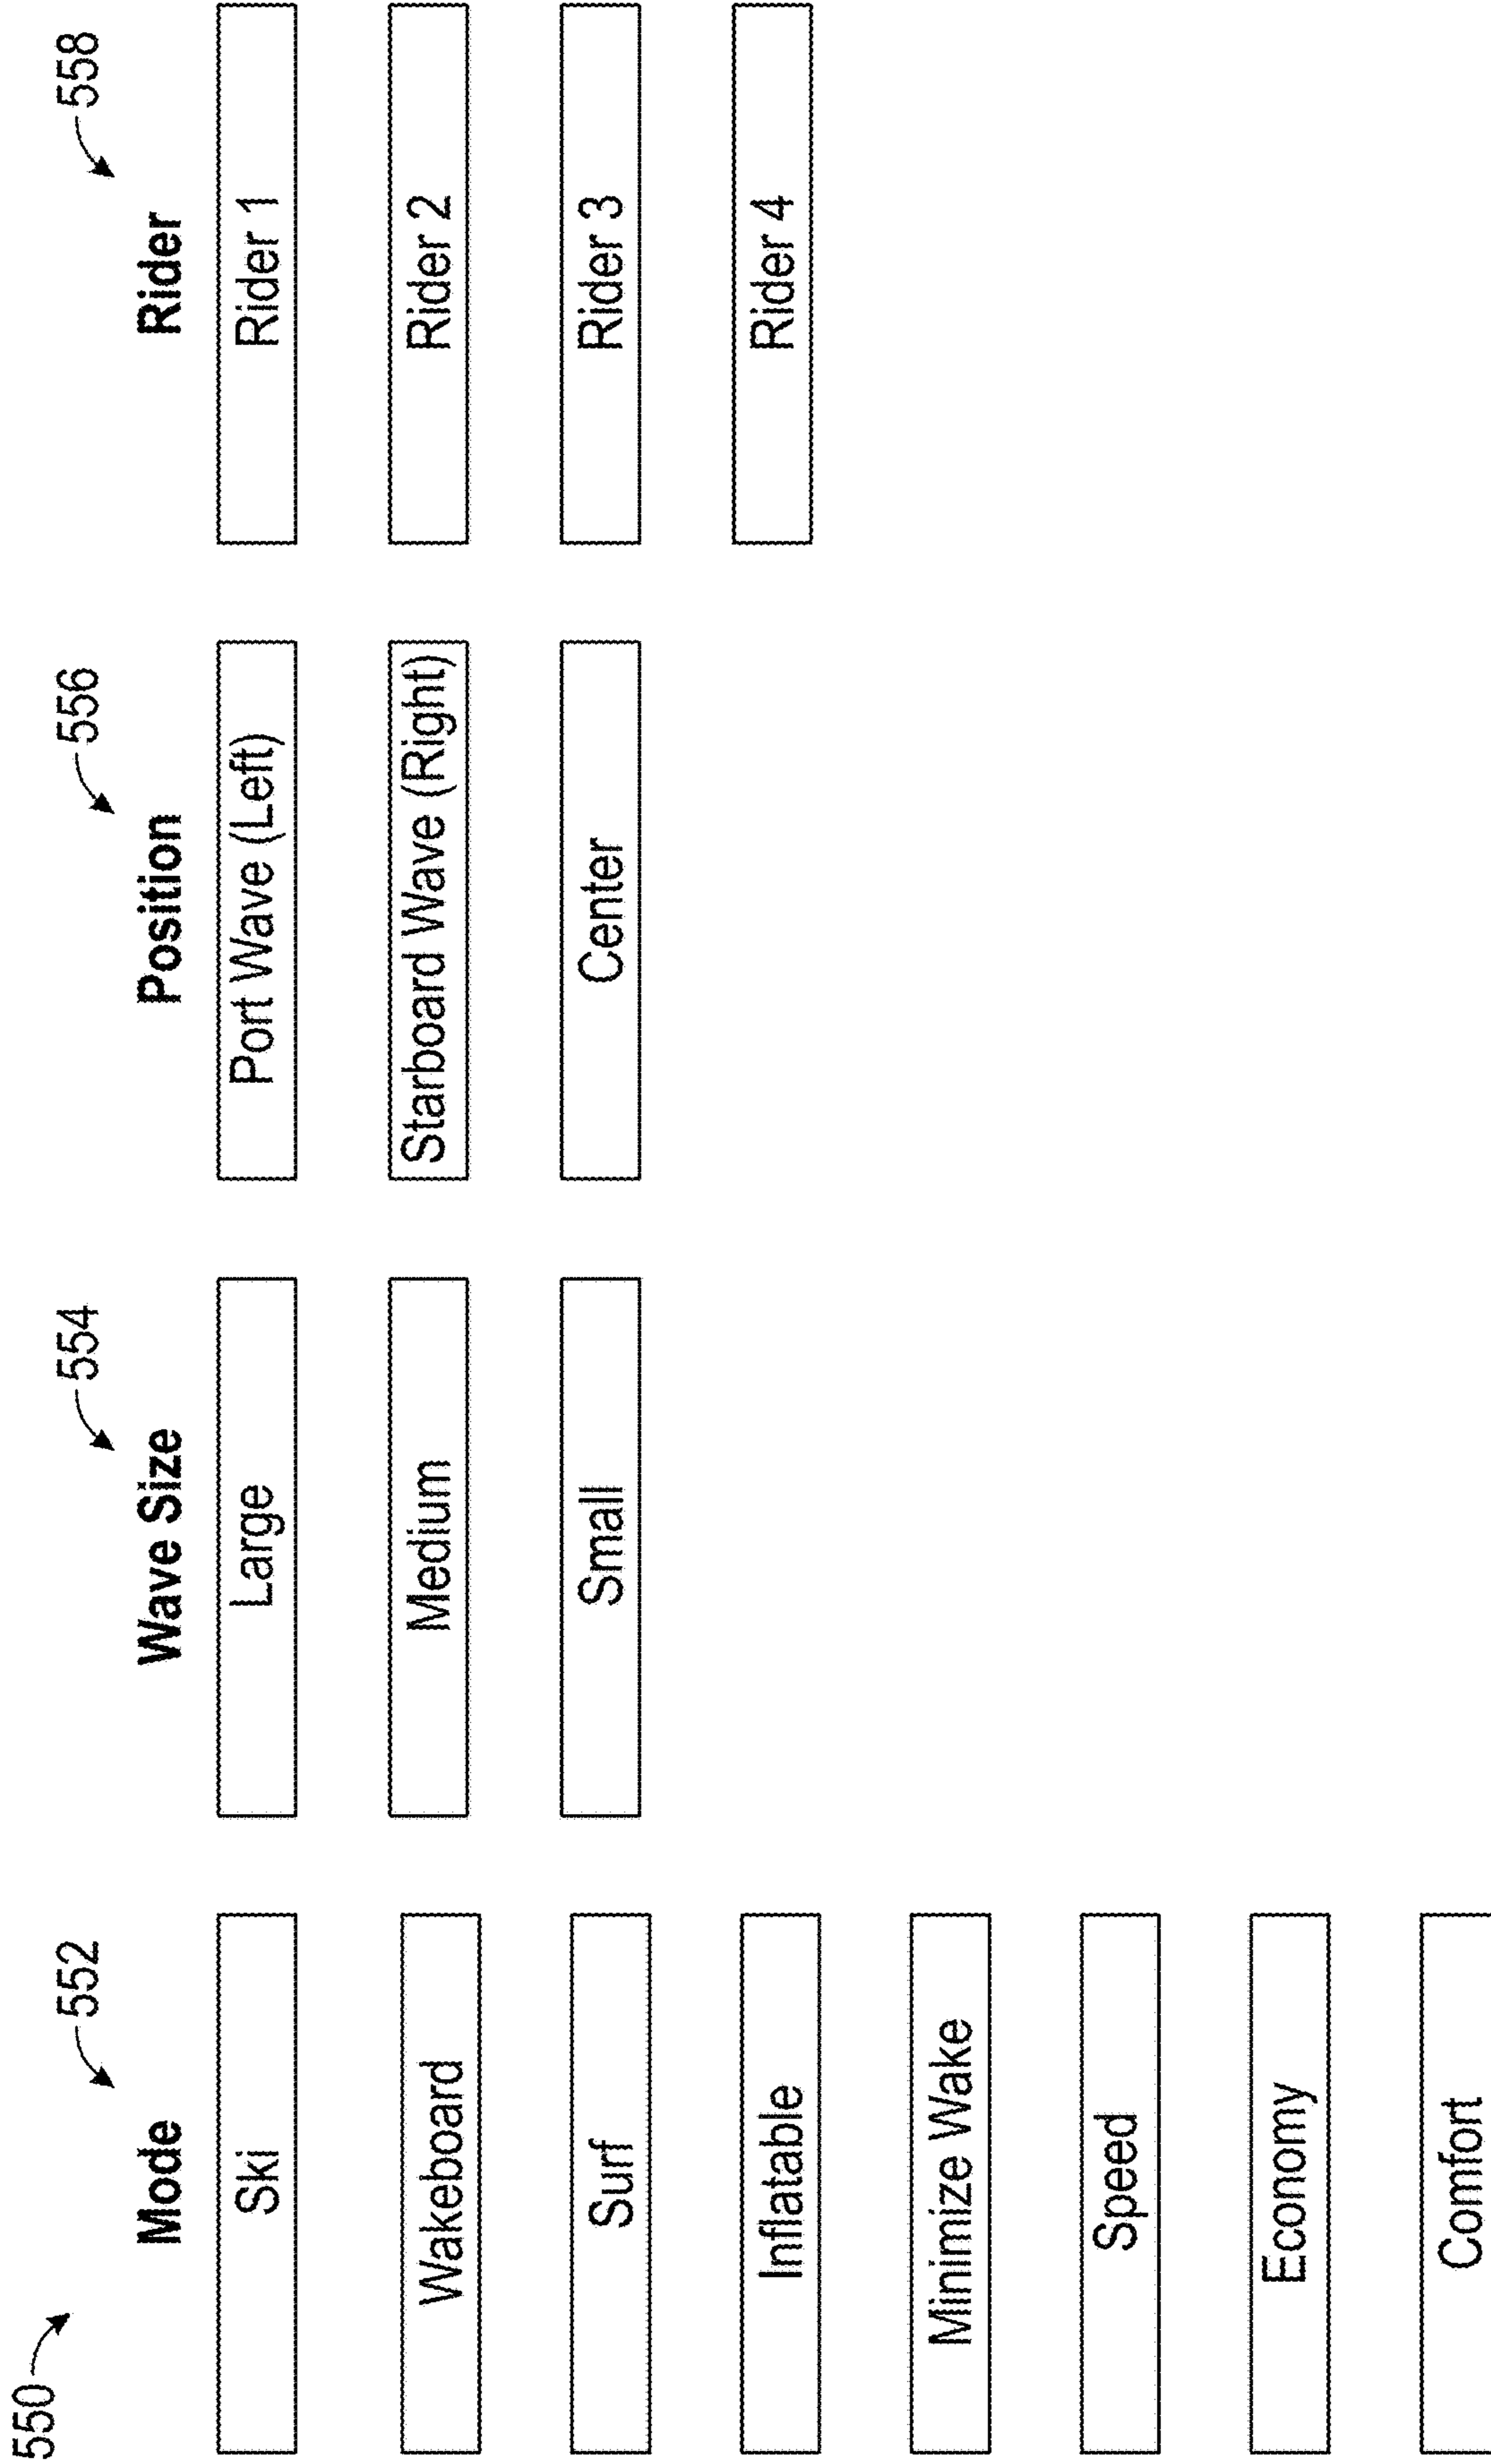 550
552
554
556
558
Mode
Wave Size
Position
Rider
Ski
Large
Port Wave (Left)
Rider 1
Wakeboard
Medium
Starboard Wave (Right)
Rider 2
Surf
Small
Center
Rider 3
Inflatable
Rider 4
Minimize Wake
Speed
Economy
Comfort